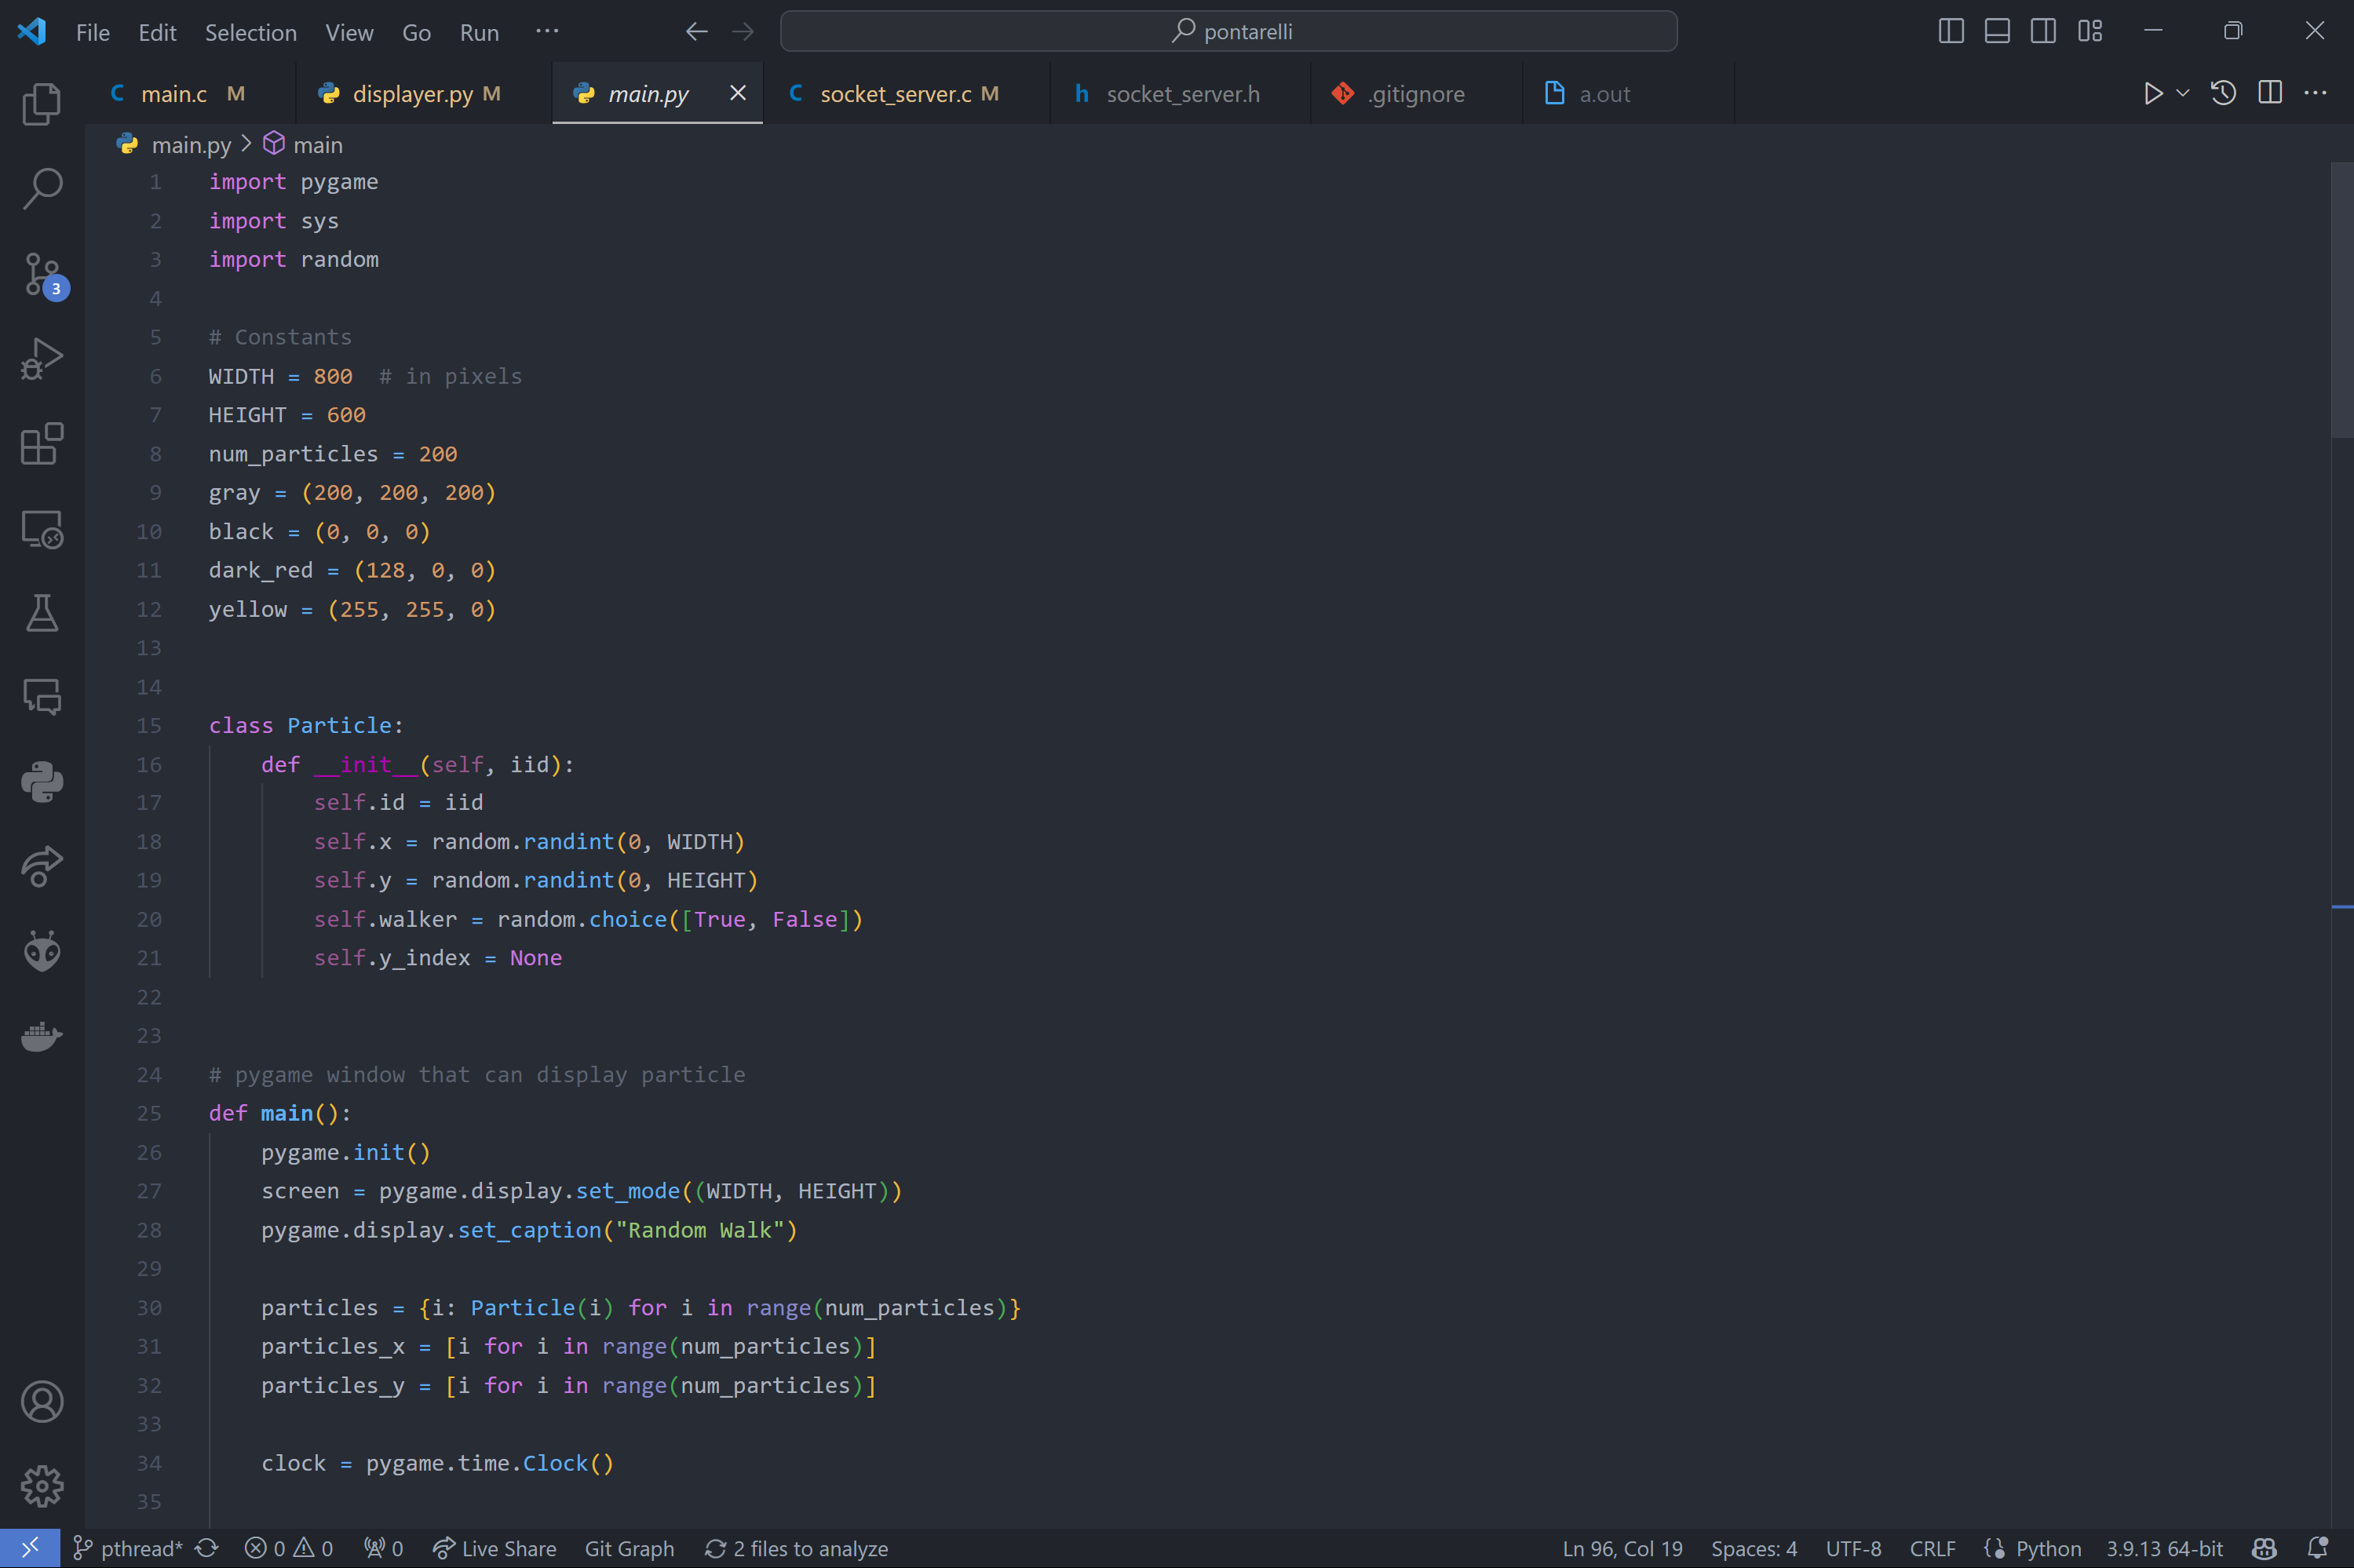 File Edit Selection View Go Run ··· pontarelli
main.c M displayer.py M main.py socket_server.c M socket_server.h .gitignore a.out
main.py > main
1 import pygame
2 import sys
3 import random
4
5 # Constants
6 WIDTH = 800  # in pixels
7 HEIGHT = 600
8 num_particles = 200
9 gray = (200, 200, 200)
10 black = (0, 0, 0)
11 dark_red = (128, 0, 0)
12 yellow = (255, 255, 0)
13
14
15 class Particle:
16     def __init__(self, iid):
17         self.id = iid
18         self.x = random.randint(0, WIDTH)
19         self.y = random.randint(0, HEIGHT)
20         self.walker = random.choice([True, False])
21         self.y_index = None
22
23
24 # pygame window that can display particle
25 def main():
26     pygame.init()
27     screen = pygame.display.set_mode((WIDTH, HEIGHT))
28     pygame.display.set_caption("Random Walk")
29
30     particles = {i: Particle(i) for i in range(num_particles)}
31     particles_x = [i for i in range(num_particles)]
32     particles_y = [i for i in range(num_particles)]
33
34     clock = pygame.time.Clock()
35
3
pthread* 0 0 0 Live Share Git Graph 2 files to analyze Ln 96, Col 19 Spaces: 4 UTF-8 CRLF Python 3.9.13 64-bit